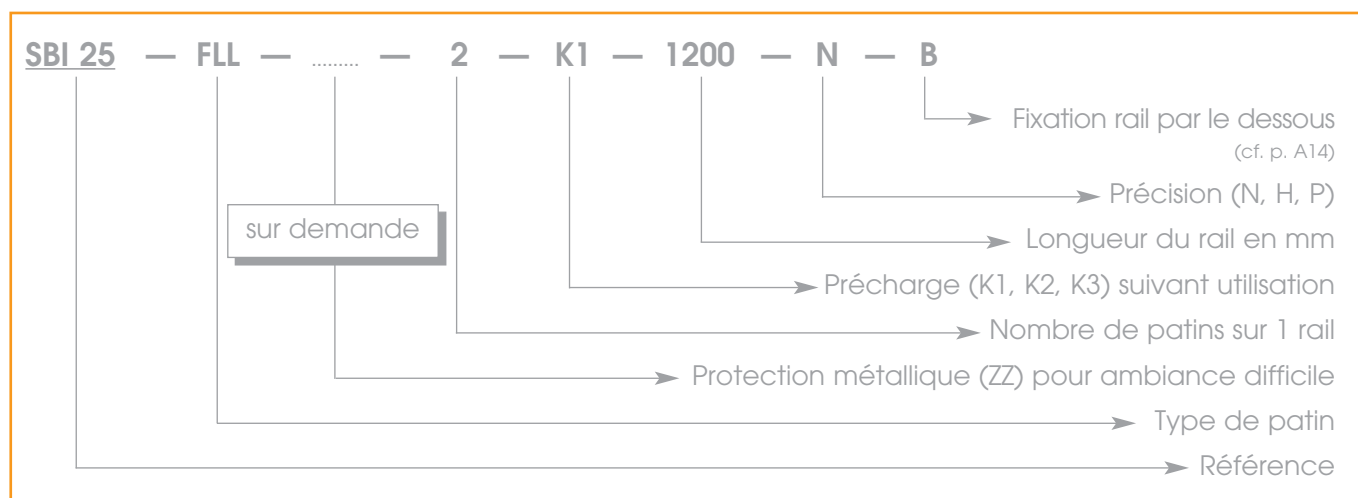 SBI 25 — FLL — ......... — 2 — K1 — 1200 — N — B
Fixation rail par le dessous
(cf. p. A14)
Précision (N, H, P)
sur demande
Longueur du rail en mm
Précharge (K1, K2, K3) suivant utilisation
Nombre de patins sur 1 rail
Protection métallique (ZZ) pour ambiance difficile
Type de patin
Référence